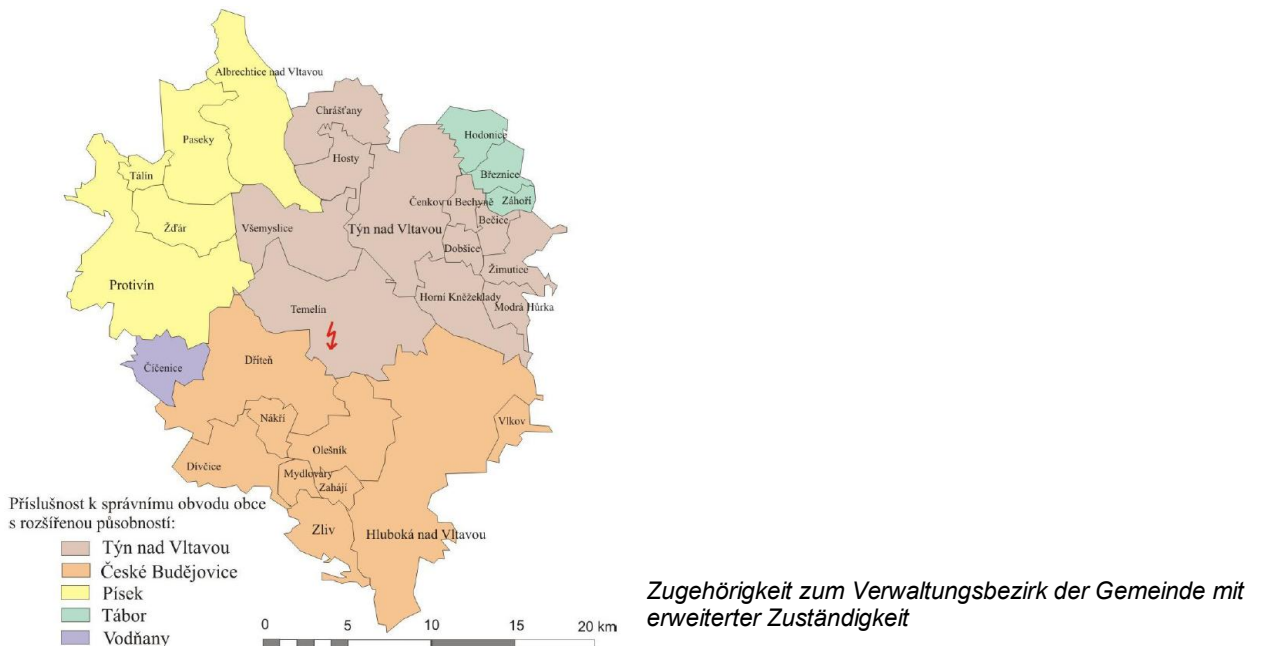 Albrechtice nad Vltavou
Chrášťany
Paseky
Hodonice
Hosty
Tálín
Březnice
Čenkov u Bechyně
Záhoří
Bečice
Žďár
Všemyslice
Týn nad Vltavou
Dobšice
Žimutice
Protivín
Horní Kněžeklady
Temelín
Modrá Hůrka
Dříteň
Číčenice
Nákří
Vlkov
Olešník
Dívčice
Mydlovary
Zahájí
Zliv
Hluboká nad Vltavou
Příslušnost k správnímu obvodu obce
s rozšířenou působností:
Týn nad Vltavou
České Budějovice
Písek
Tábor
Vodňany
0 5 10 15 20 km
Zugehörigkeit zum Verwaltungsbezirk der Gemeinde mit
erweiterter Zuständigkeit